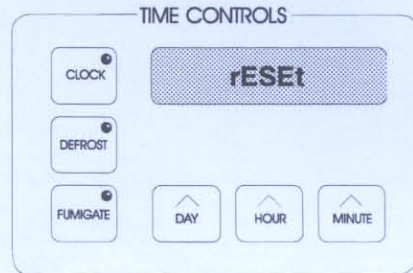 TIME CONTROLS
CLOCK
rESEt
DEFROST
FUMIGATE
DAY
HOUR
MINUTE